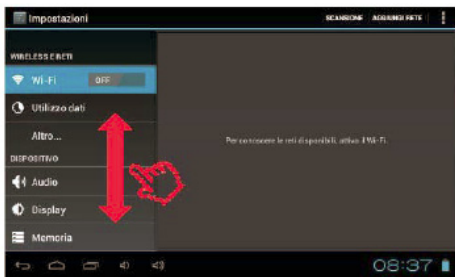 Impostazioni
SCANSIONE AGGIUNGI RETE
WIRELESS E RETI
Wi-Fi OFF
Utilizzo dati
Altro...
Per conoscere le reti disponibili, attiva il Wi-Fi.
DISPOSITIVO
Audio
Display
Memoria
08:37